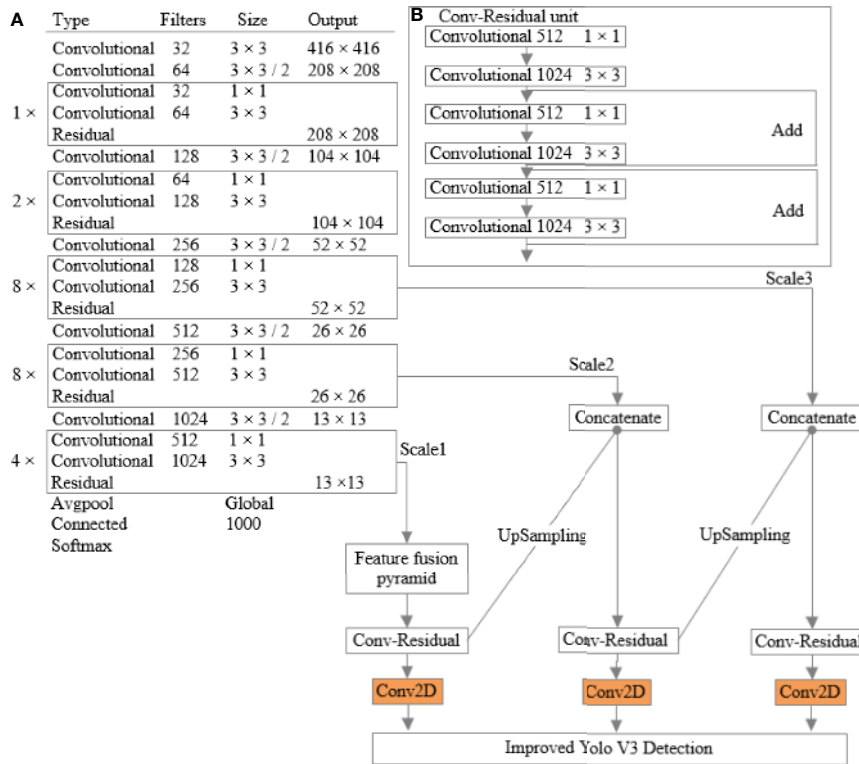 A
Type Filters Size Output
Convolutional 32 3 × 3 416 × 416
Convolutional 64 3 × 3 / 2 208 × 208
1 ×
Convolutional 32 1 × 1
Convolutional 64 3 × 3
Residual 208 × 208
Convolutional 128 3 × 3 / 2 104 × 104
2 ×
Convolutional 64 1 × 1
Convolutional 128 3 × 3
Residual 104 × 104
Convolutional 256 3 × 3 / 2 52 × 52
8 ×
Convolutional 128 1 × 1
Convolutional 256 3 × 3
Residual 52 × 52
Convolutional 512 3 × 3 / 2 26 × 26
8 ×
Convolutional 256 1 × 1
Convolutional 512 3 × 3
Residual 26 × 26
Convolutional 1024 3 × 3 / 2 13 × 13
4 ×
Convolutional 512 1 × 1
Convolutional 1024 3 × 3
Residual 13 ×13
Avgpool Global
Connected 1000
Softmax
B
Conv-Residual unit
Convolutional 512 1 × 1
Convolutional 1024 3 × 3
Convolutional 512 1 × 1
Add
Convolutional 1024 3 × 3
Convolutional 512 1 × 1
Add
Convolutional 1024 3 × 3
Scale3
Scale2
Scale1
Concatenate
Concatenate
UpSampling
UpSampling
Feature fusion
pyramid
Conv-Residual
Conv-Residual
Conv-Residual
Conv2D
Conv2D
Conv2D
Improved Yolo V3 Detection